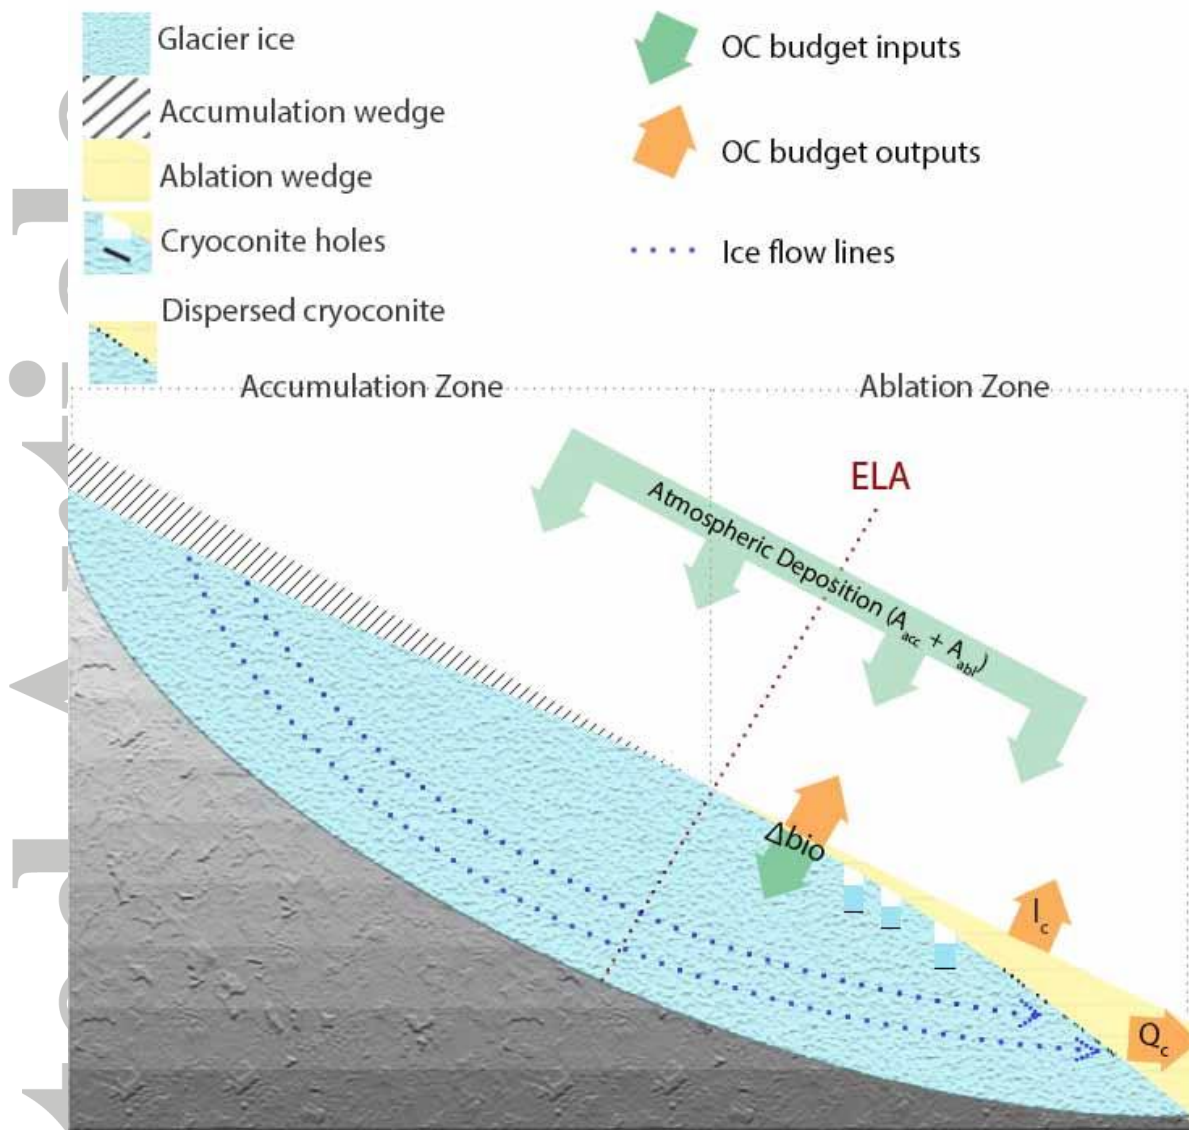 Glacier ice
Accumulation wedge
Ablation wedge
Cryoconite holes
Dispersed cryoconite
OC budget inputs
OC budget outputs
Ice flow lines
Accumulation Zone
Ablation Zone
ELA
Atmospheric Deposition (Aacc + Aabl)
Δbio
Ic
Qc